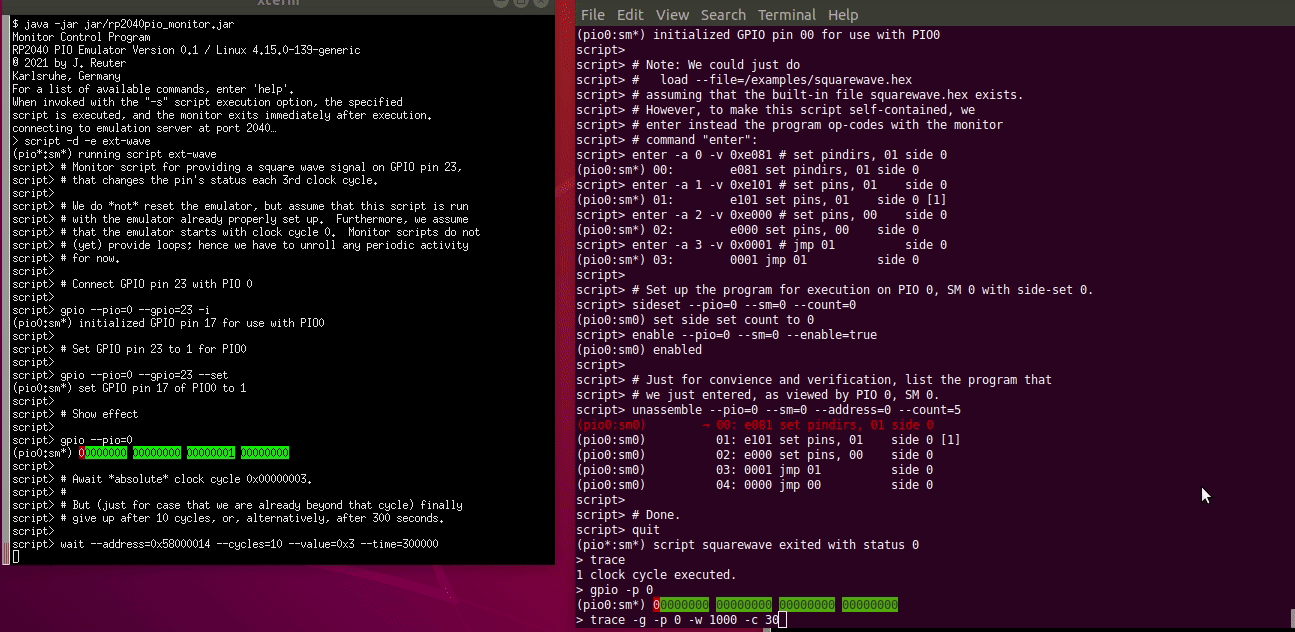 xterm
$ java -jar jar/rp2040pio_monitor.jar
Monitor Control Program
RP2040 PIO Emulator Version 0.1 / Linux 4.15.0-139-generic
© 2021 by J. Reuter
Karlsruhe, Germany
For a list of available commands, enter 'help'.
When invoked with the "-s" script execution option, the specified
script is executed, and the monitor exits immediately after execution.
connecting to emulation server at port 2040…
> script -d -e ext-wave
(pio*:sm*) running script ext-wave
script> # Monitor script for providing a square wave signal on GPIO pin 23,
script> # that changes the pin's status each 3rd clock cycle.
script>
script> # We do *not* reset the emulator, but assume that this script is run
script> # with the emulator already properly set up.  Furthermore, we assume
script> # that the emulator starts with clock cycle 0.  Monitor scripts do not
script> # (yet) provide loops; hence we have to unroll any periodic activity
script> # for now.
script>
script> # Connect GPIO pin 23 with PIO 0
script>
script> gpio --pio=0 --gpio=23 -i
(pio0:sm*) initialized GPIO pin 17 for use with PIO0
script>
script> # Set GPIO pin 23 to 1 for PIO0
script>
script> gpio --pio=0 --gpio=23 --set
(pio0:sm*) set GPIO pin 17 of PIO0 to 1
script>
script> # Show effect
script>
script> gpio --pio=0
(pio0:sm*) 00000000 00000000 00000001 00000000
script>
script> # Await *absolute* clock cycle 0x00000003.
script> #
script> # But (just for case that we are already beyond that cycle) finally
script> # give up after 10 cycles, or, alternatively, after 300 seconds.
script>
script> wait --address=0x58000014 --cycles=10 --value=0x3 --time=300000
File Edit View Search Terminal Help
(pio0:sm*) initialized GPIO pin 00 for use with PIO0
script>
script> # Note: We could just do
script> #   load --file=/examples/squarewave.hex
script> # assuming that the built-in file squarewave.hex exists.
script> # However, to make this script self-contained, we
script> # enter instead the program op-codes with the monitor
script> # command "enter":
script> enter -a 0 -v 0xe081 # set pindirs, 01 side 0
(pio0:sm*) 00:        e081 set pindirs, 01 side 0
script> enter -a 1 -v 0xe101 # set pins, 01    side 0
(pio0:sm*) 01:        e101 set pins, 01    side 0 [1]
script> enter -a 2 -v 0xe000 # set pins, 00    side 0
(pio0:sm*) 02:        e000 set pins, 00    side 0
script> enter -a 3 -v 0x0001 # jmp 01          side 0
(pio0:sm*) 03:        0001 jmp 01          side 0
script>
script> # Set up the program for execution on PIO 0, SM 0 with side-set 0.
script> sideset --pio=0 --sm=0 --count=0
(pio0:sm0) set side set count to 0
script> enable --pio=0 --sm=0 --enable=true
(pio0:sm0) enabled
script>
script> # Just for convience and verification, list the program that
script> # we just entered, as viewed by PIO 0, SM 0.
script> unassemble --pio=0 --sm=0 --address=0 --count=5
(pio0:sm0)        → 00: e081 set pindirs, 01 side 0
(pio0:sm0)          01: e101 set pins, 01    side 0 [1]
(pio0:sm0)          02: e000 set pins, 00    side 0
(pio0:sm0)          03: 0001 jmp 01          side 0
(pio0:sm0)          04: 0000 jmp 00          side 0
script>
script> # Done.
script> quit
(pio*:sm*) script squarewave exited with status 0
> trace
1 clock cycle executed.
> gpio -p 0
(pio0:sm*) 00000000 00000000 00000000 00000000
> trace -g -p 0 -w 1000 -c 30